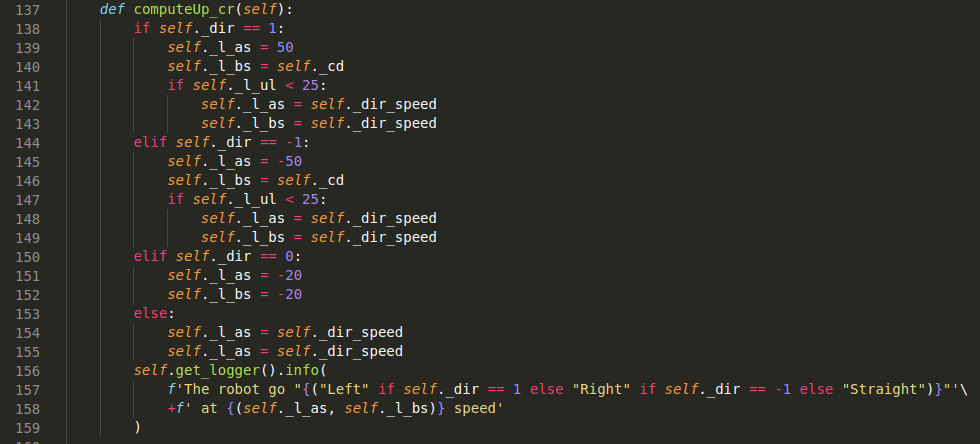 137 def computeUp_cr(self):
138 if self._dir == 1:
139 self._l_as = 50
140 self._l_bs = self._cd
141 if self._l_ul < 25:
142 self._l_as = self._dir_speed
143 self._l_bs = self._dir_speed
144 elif self._dir == -1:
145 self._l_as = -50
146 self._l_bs = self._cd
147 if self._l_ul < 25:
148 self._l_as = self._dir_speed
149 self._l_bs = self._dir_speed
150 elif self._dir == 0:
151 self._l_as = -20
152 self._l_bs = -20
153 else:
154 self._l_as = self._dir_speed
155 self._l_as = self._dir_speed
156 self.get_logger().info(
157 f'The robot go "{("Left" if self._dir == 1 else "Right" if self._dir == -1 else "Straight")}"'\
158 +f' at {(self._l_as, self._l_bs)} speed'
159 )